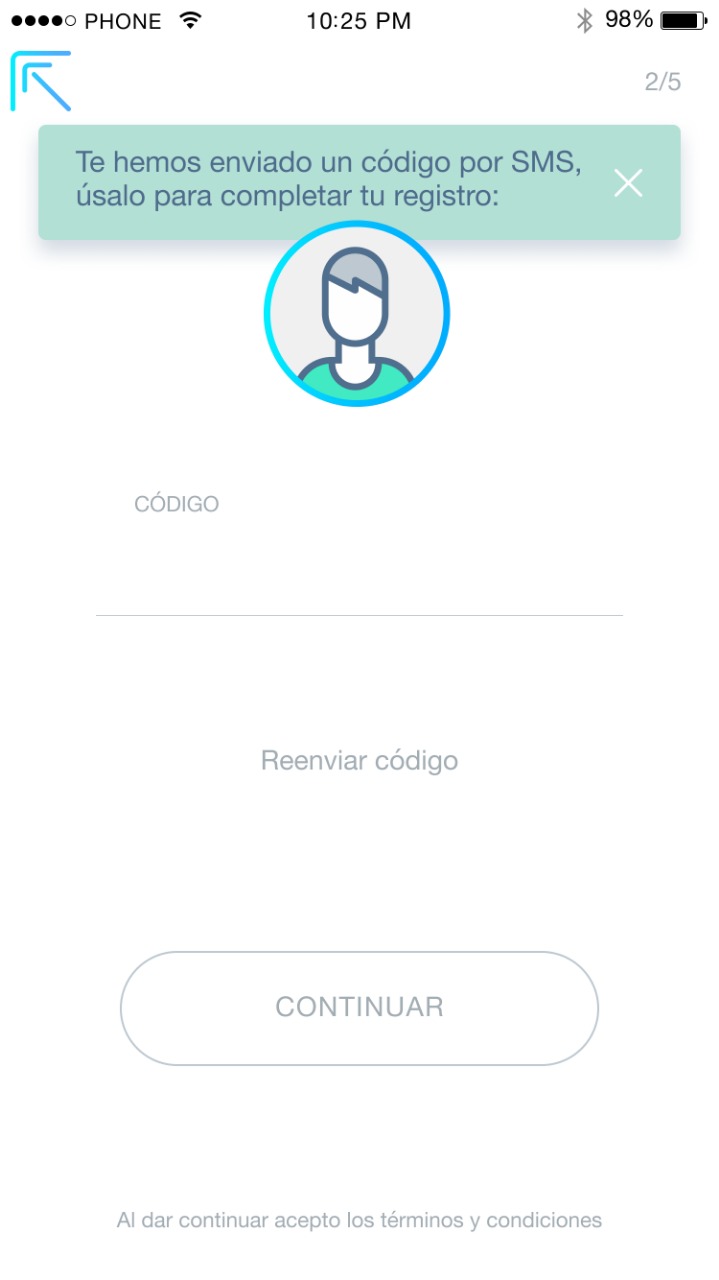 PHONE 10:25 PM 98%
2/5
Te hemos enviado un código por SMS,
úsalo para completar tu registro:
CÓDIGO
Reenviar código
CONTINUAR
Al dar continuar acepto los términos y condiciones